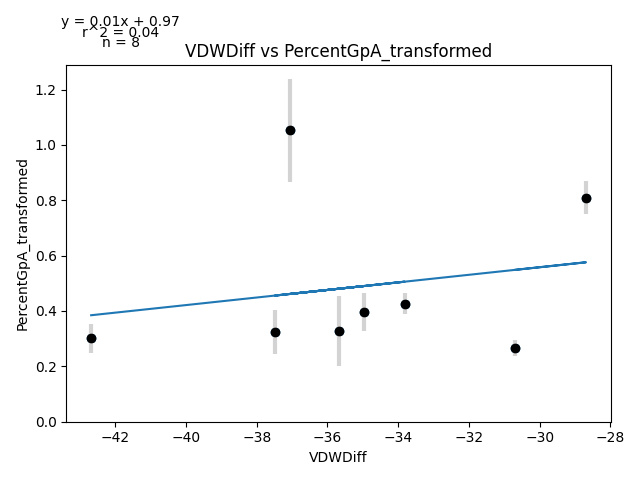 y = 0.01x + 0.97
r^2 = 0.04
n = 8
VDWDiff vs PercentGpA_transformed
1.2
1.0
0.8
0.6
0.4
0.2
0.0
PercentGpA_transformed
−42
−40
−38
−36
−34
−32
−30
−28
VDWDiff